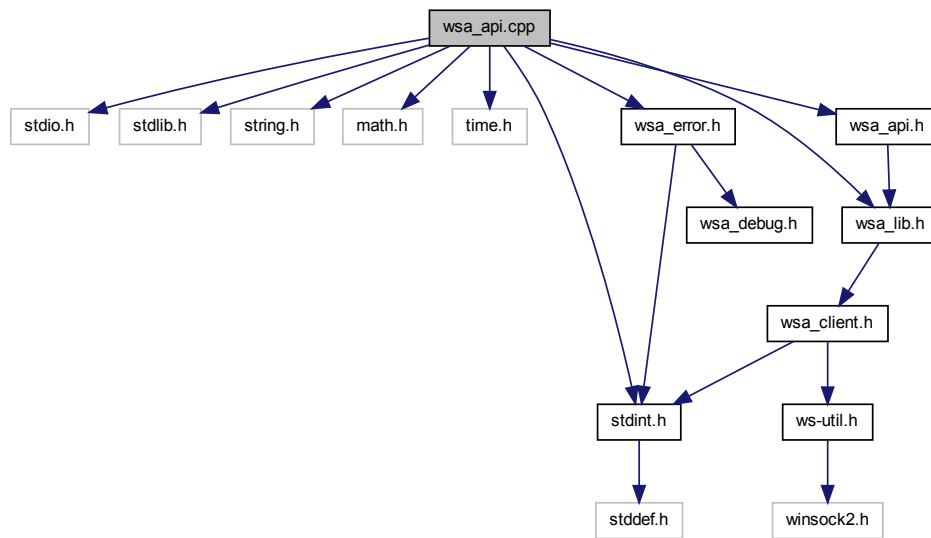 wsa_api.cpp
stdio.h
stdlib.h
string.h
math.h
time.h
wsa_error.h
wsa_api.h
wsa_debug.h
wsa_lib.h
wsa_client.h
stdint.h
ws-util.h
stddef.h
winsock2.h